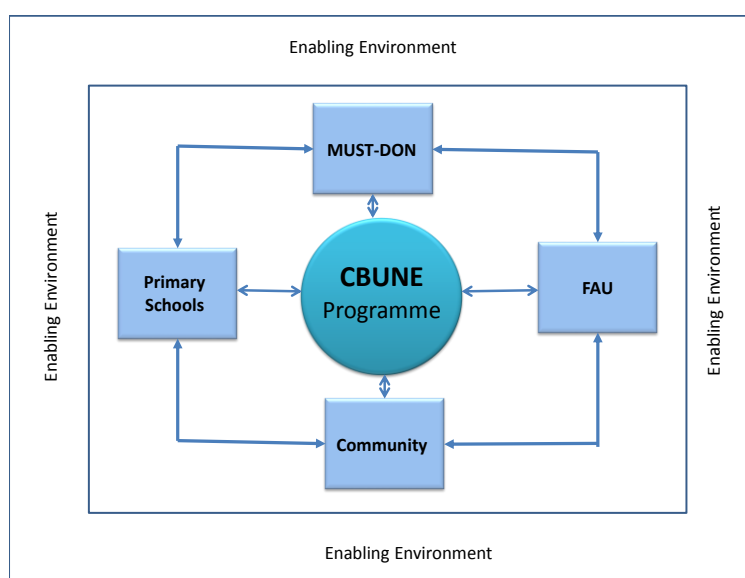 Enabling Environment
MUST-DON
Enabling Environment
Primary
Schools
CBUNE
Programme
FAU
Enabling Environment
Community
Enabling Environment